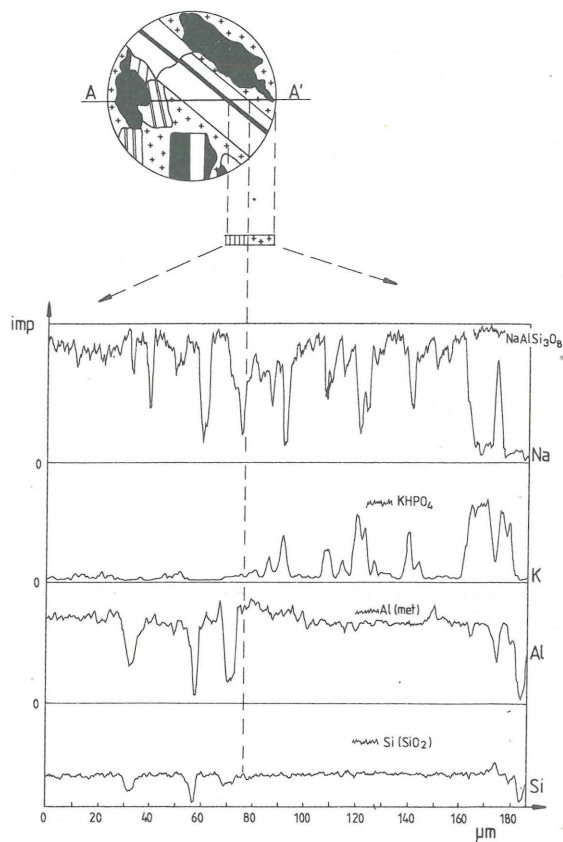 A A'
imp
NaAlSi₃O₈
0 Na
KHPO₄
0 K
Al (met)
Al
0
Si (SiO₂)
Si
0 20 40 60 80 100 120 140 160 180
µm